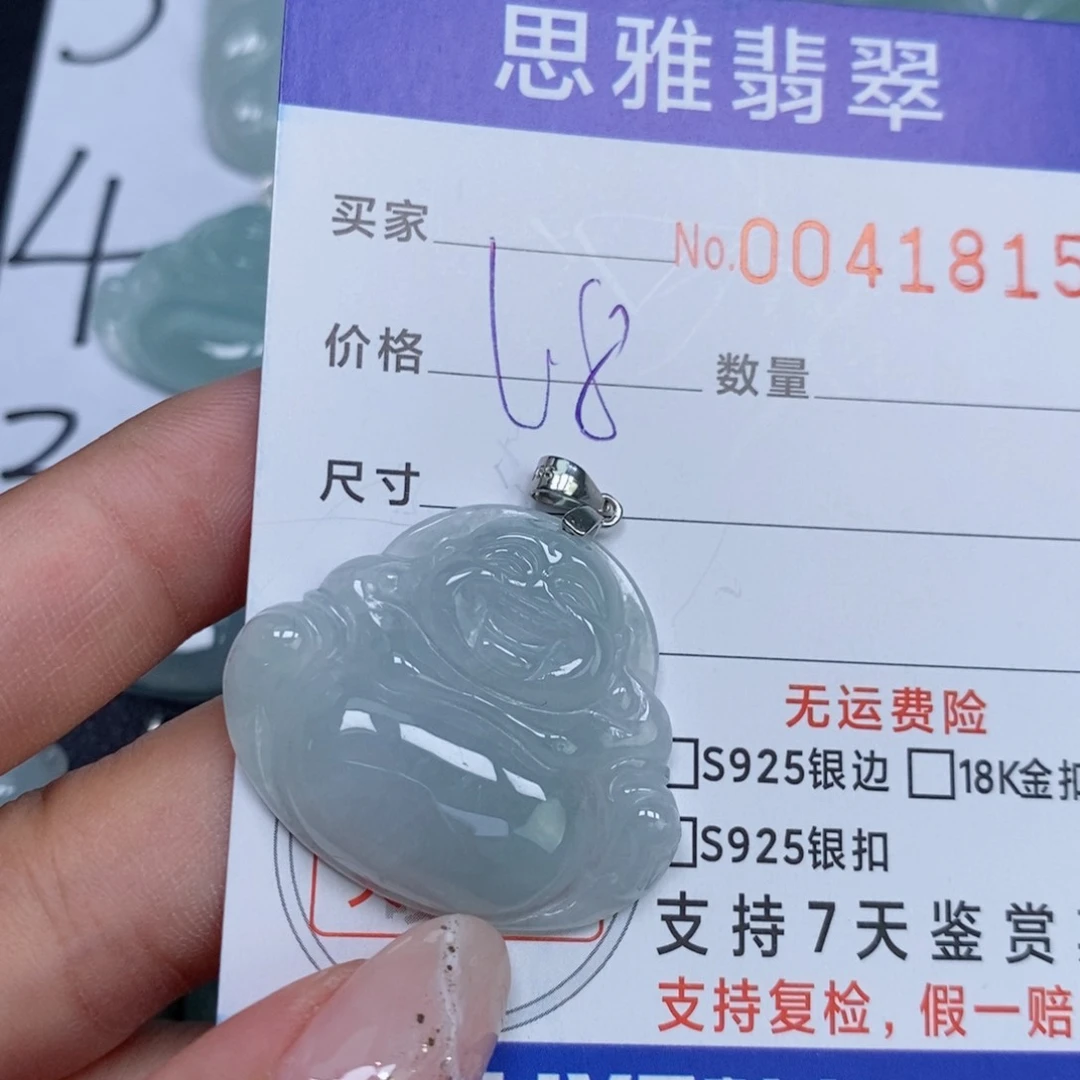 思雅翡翠
买家 No.0041815
价格 68 数量
尺寸
无运费险
S925银边 18K金扣
S925银扣
支持7天鉴赏
支持复检，假一赔
4
2